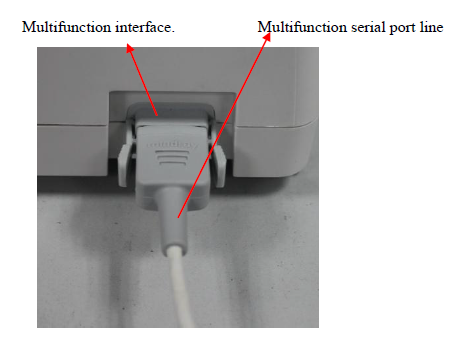 Multifunction interface.
Multifunction serial port line